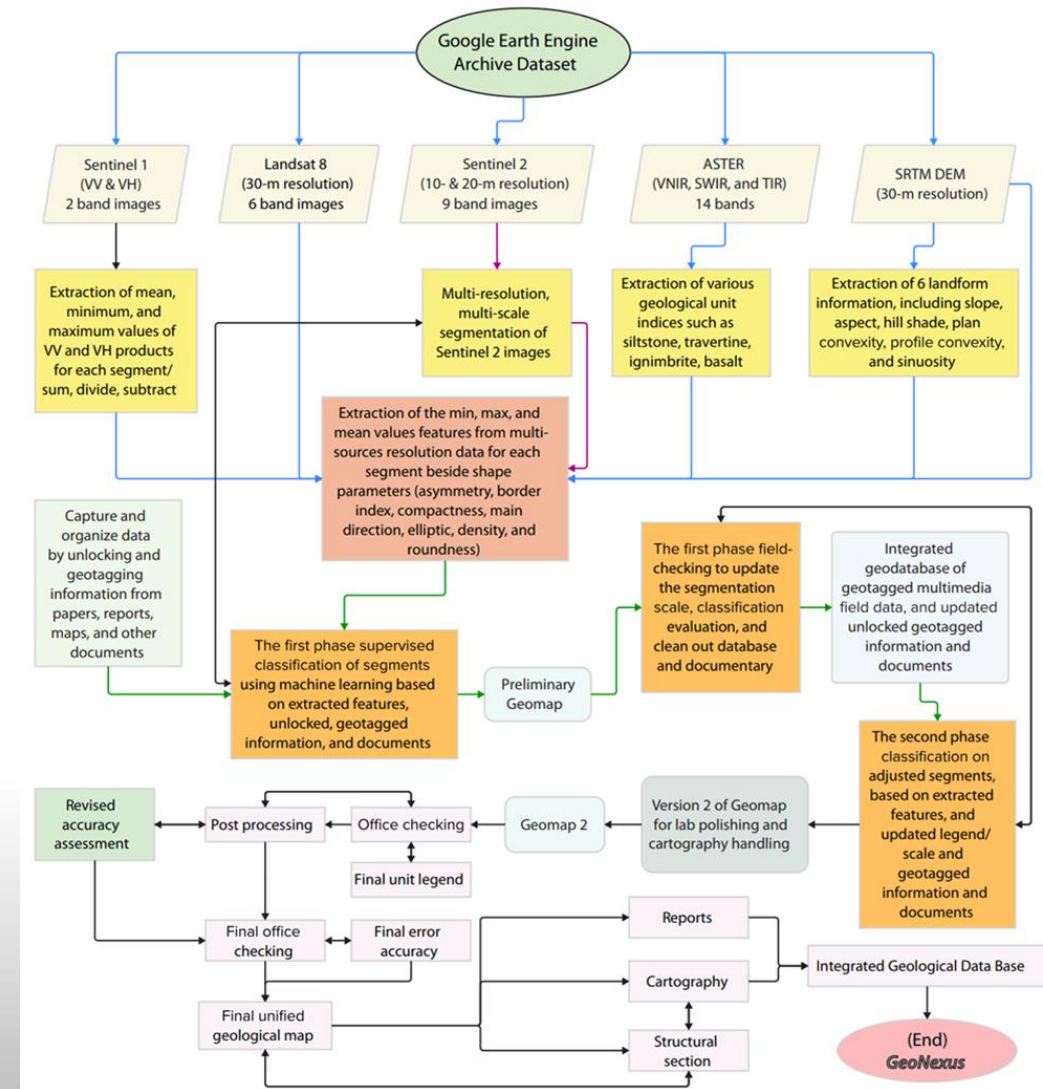 Google Earth Engine
Archive Dataset
Sentinel 1
(VV & VH)
2 band images
Landsat 8
(30-m resolution)
6 band images
Sentinel 2
(10- & 20-m resolution)
9 band images
ASTER
(VNIR, SWIR, and TIR)
14 bands
SRTM DEM
(30-m resolution)
Extraction of mean,
minimum, and
maximum values of
VV and VH products
for each segment/
sum, divide, subtract
Multi-resolution,
multi-scale
segmentation of
Sentinel 2 images
Extraction of various
geological unit
indices such as
siltstone, travertine,
ignimbrite, basalt
Extraction of 6 landform
information, including slope,
aspect, hill shade, plan
convexity, profile convexity,
and sinuosity
Extraction of the min, max, and
mean values features from multi-
sources resolution data for each
segment beside shape
parameters (asymmetry, border
index, compactness, main
direction, elliptic, density, and
roundness)
Capture and
organize data
by unlocking and
geotagging
information from
papers, reports,
maps, and other
documents
The first phase field-
checking to update
the segmentation
scale, classification
evaluation, and
clean out database
and documentary
Integrated
geodatabase of
geotagged multimedia
field data, and updated
unlocked geotagged
information and
documents
The first phase supervised
classification of segments
using machine learning based
on extracted features,
unlocked, geotagged
information, and documents
Preliminary
Geomap
The second phase
classification on
adjusted segments,
based on extracted
features, and
updated legend/
scale and
geotagged
information and
documents
Revised
accuracy
assessment
Post processing
Office checking
Geomap 2
Version 2 of Geomap
for lab polishing and
cartography handling
Final unit legend
Final office
checking
Final error
accuracy
Reports
Cartography
Integrated Geological Data Base
Final unified
geological map
Structural
section
(End)
GeoNexus